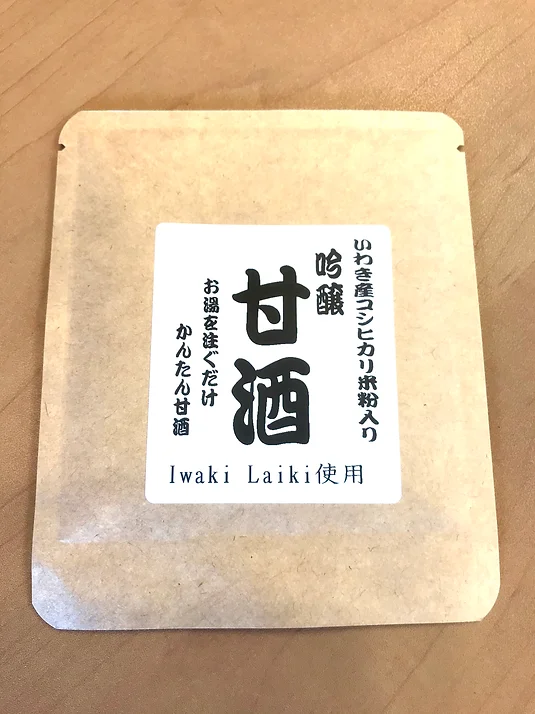 いわき産コシヒカリ米粉入り
吟醸
甘酒
お湯を注ぐだけ
かんたん甘酒
Iwaki Laiki使用